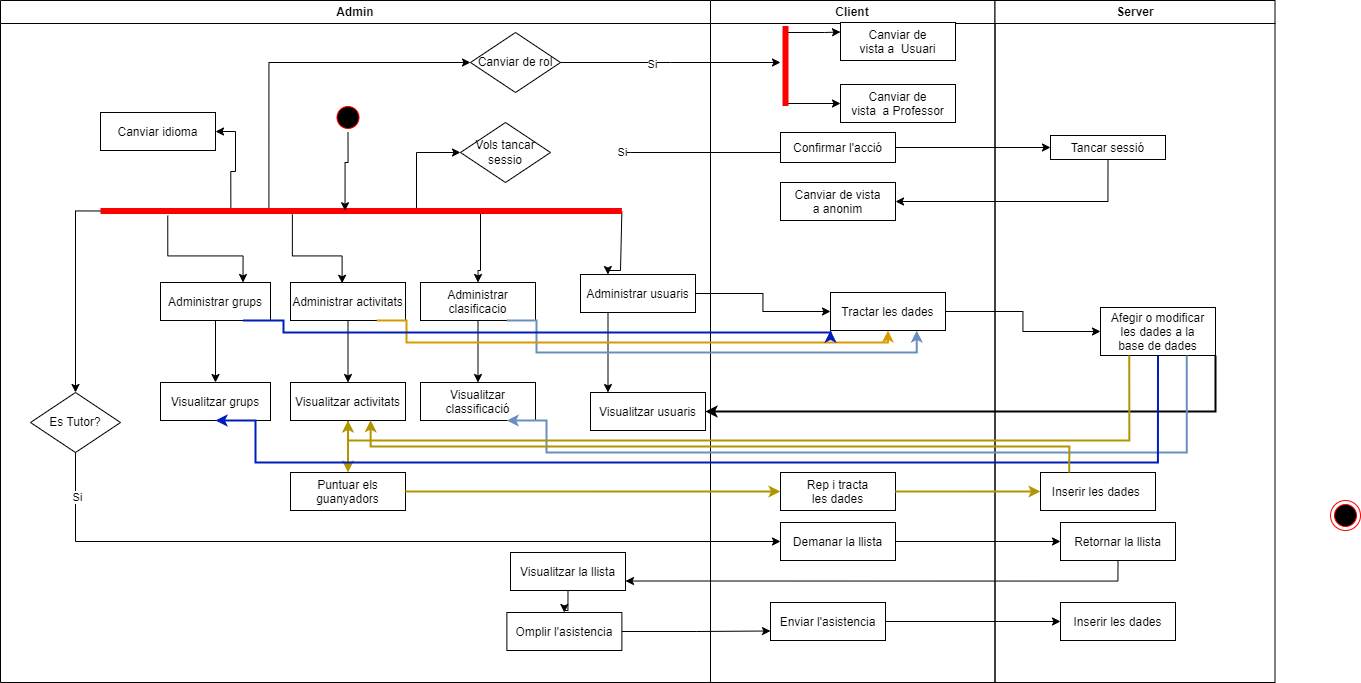 Admin
Client
Server
Canviar de rol
Si
Canviar de
vista a Usuari
Canviar de
vista a Professor
Canviar idioma
Vols tancar
sessio
Si
Confirmar l'acció
Tancar sessió
Canviar de vista
a anonim
Administrar grups
Administrar activitats
Administrar
clasificacio
Administrar usuaris
Tractar les dades
Afegir o modificar
les dades a la
base de dades
Es Tutor?
Visualitzar grups
Visualitzar activitats
Visualitzar
classificació
Visualitzar usuaris
Si
Puntuar els
guanyadors
Rep i tracta
les dades
Inserir les dades
Demanar la llista
Retornar la llista
Visualitzar la llista
Omplir l'asistencia
Enviar l'asistencia
Inserir les dades